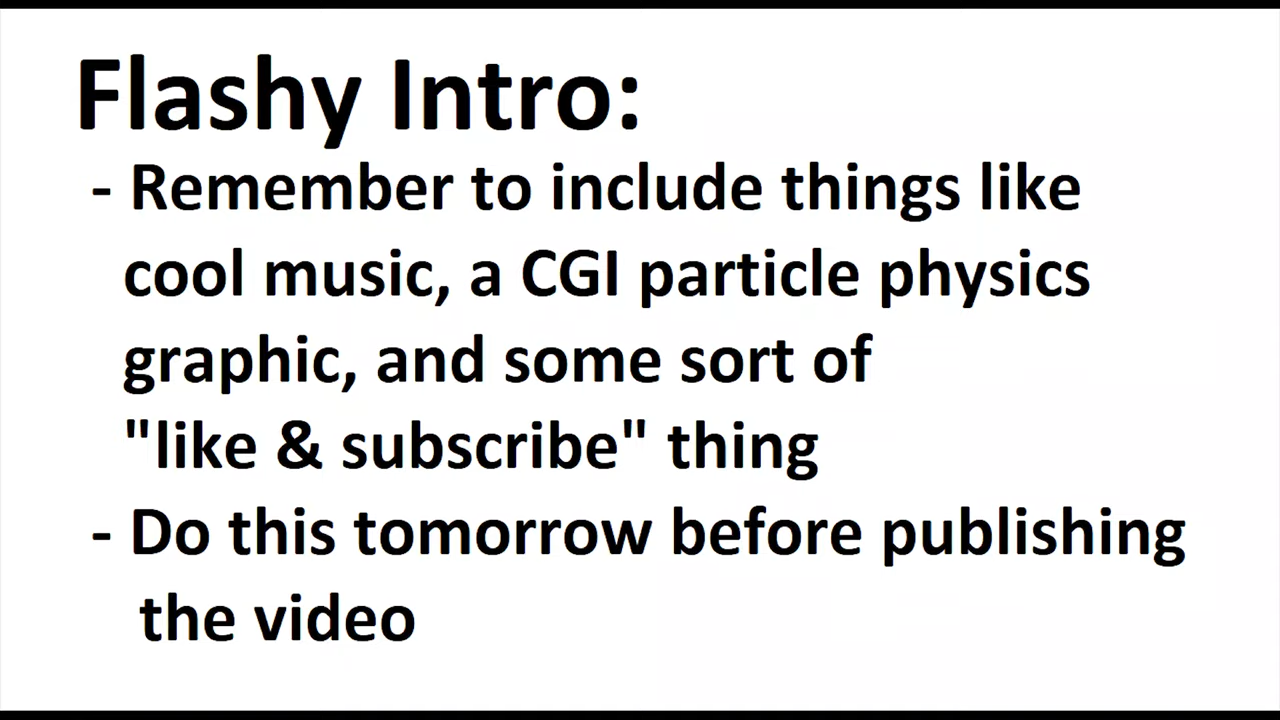 Flashy Intro:
- Remember to include things like
cool music, a CGI particle physics
graphic, and some sort of
"like & subscribe" thing
- Do this tomorrow before publishing
the video